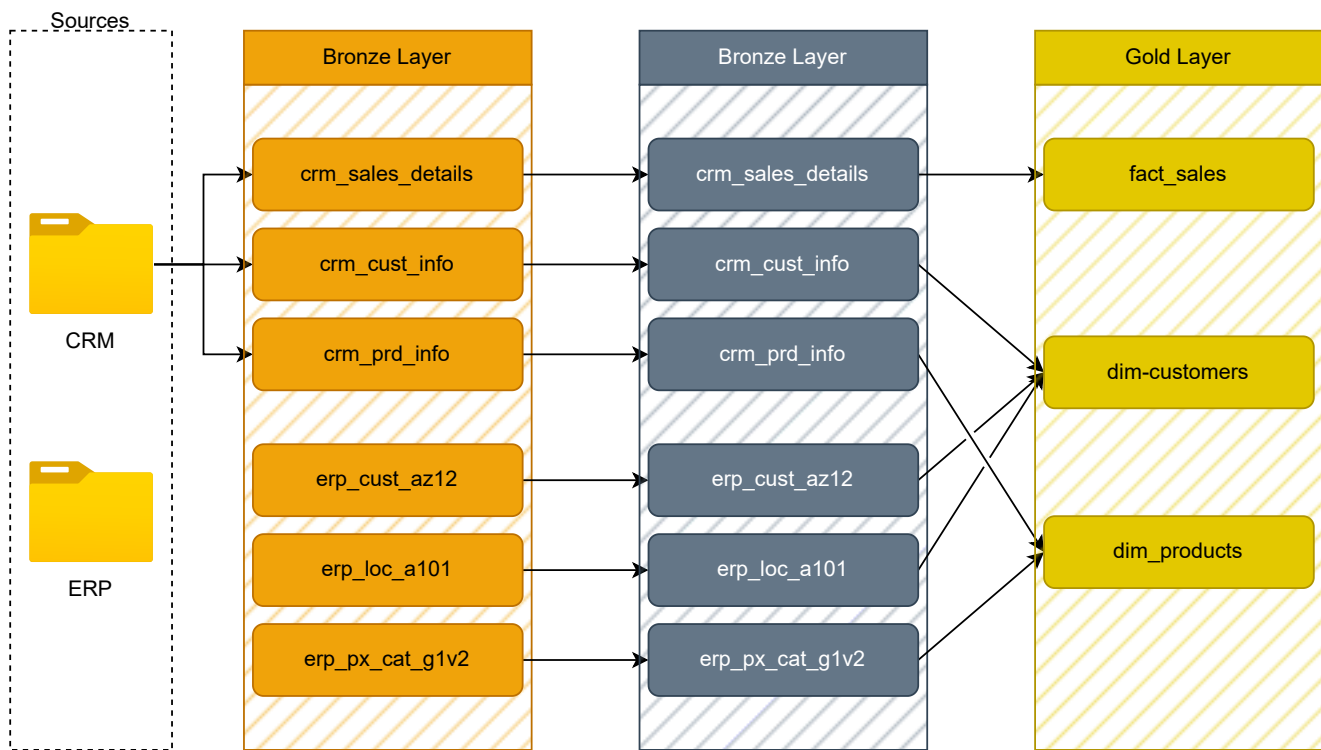 Sources
CRM
ERP
Bronze Layer
crm_sales_details
crm_cust_info
crm_prd_info
erp_cust_az12
erp_loc_a101
erp_px_cat_g1v2
Bronze Layer
crm_sales_details
crm_cust_info
crm_prd_info
erp_cust_az12
erp_loc_a101
erp_px_cat_g1v2
Gold Layer
fact_sales
dim-customers
dim_products